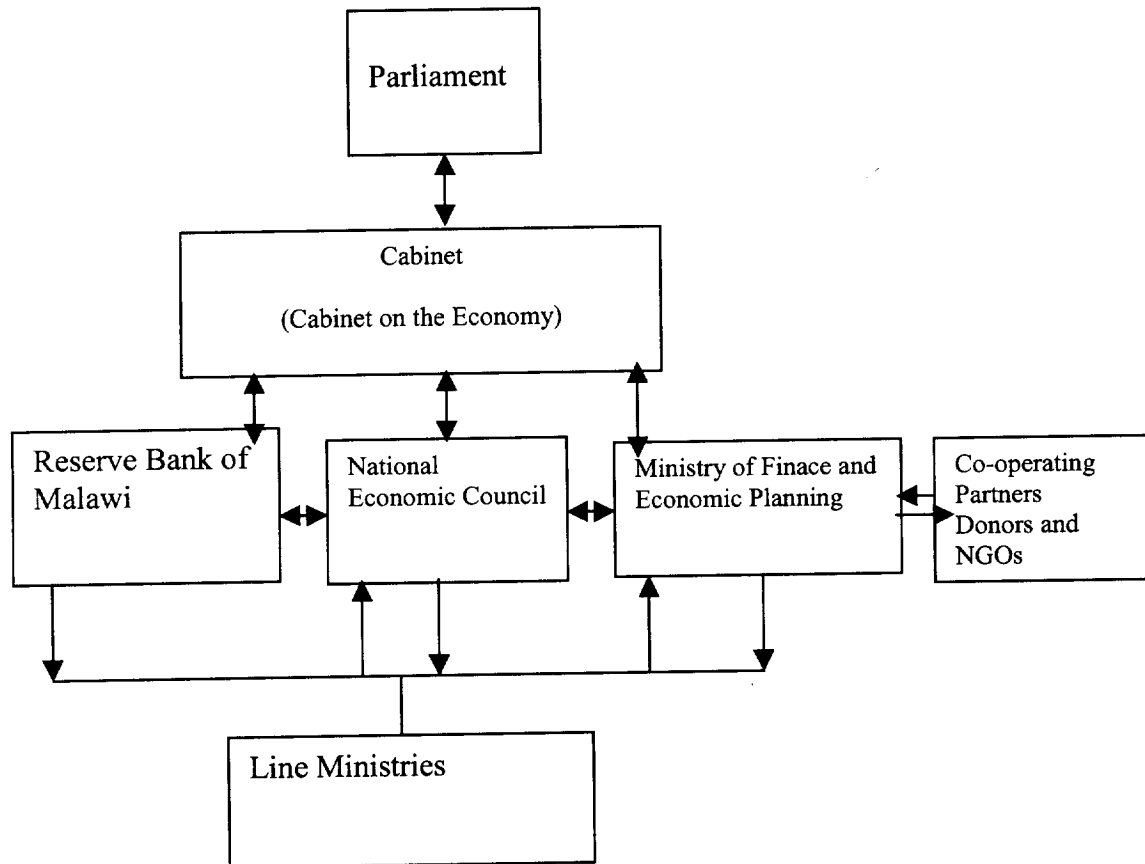 Parliament
Cabinet
(Cabinet on the Economy)
Reserve Bank of
Malawi
National
Economic Council
Ministry of Finace and
Economic Planning
Co-operating
Partners
Donors and
NGOs
Line Ministries